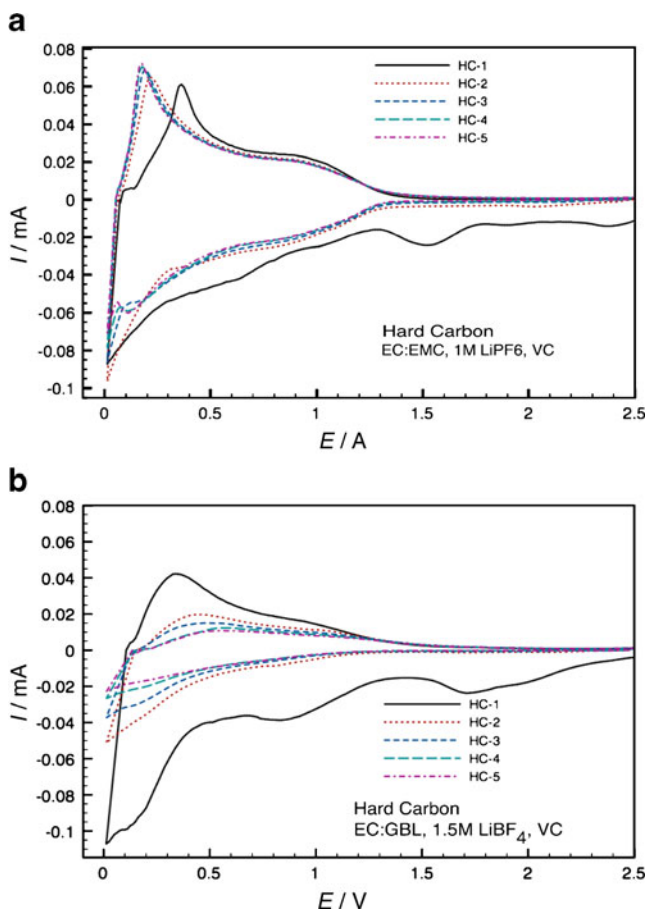 a
0.08
0.06
0.04
0.02
0
-0.02
-0.04
-0.06
-0.08
-0.1
I / mA
HC-1
HC-2
HC-3
HC-4
HC-5
Hard Carbon
EC:EMC, 1M LiPF6, VC
0 0.5 1 1.5 2 2.5
E / A
b
0.08
0.06
0.04
0.02
0
-0.02
-0.04
-0.06
-0.08
-0.1
I / mA
HC-1
HC-2
HC-3
HC-4
HC-5
Hard Carbon
EC:GBL, 1.5M LiBF4, VC
0 0.5 1 1.5 2 2.5
E / V